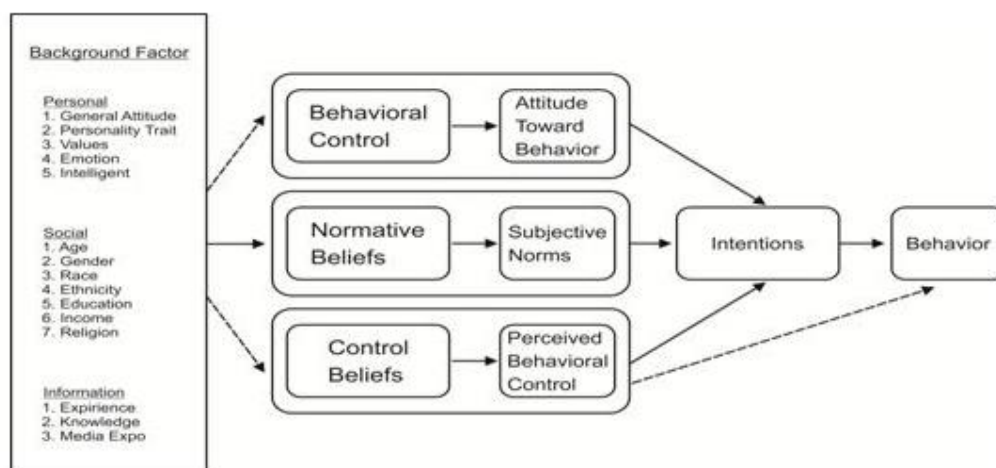 Background Factor
Personal
1. General Attitude
2. Personality Trait
3. Values
4. Emotion
5. Intelligent
Social
1. Age
2. Gender
3. Race
4. Ethnicity
5. Education
6. Income
7. Religion
Information
1. Expirience
2. Knowledge
3. Media Expo
Behavioral
Control
Attitude
Toward
Behavior
Normative
Beliefs
Subjective
Norms
Control
Beliefs
Perceived
Behavioral
Control
Intentions
Behavior